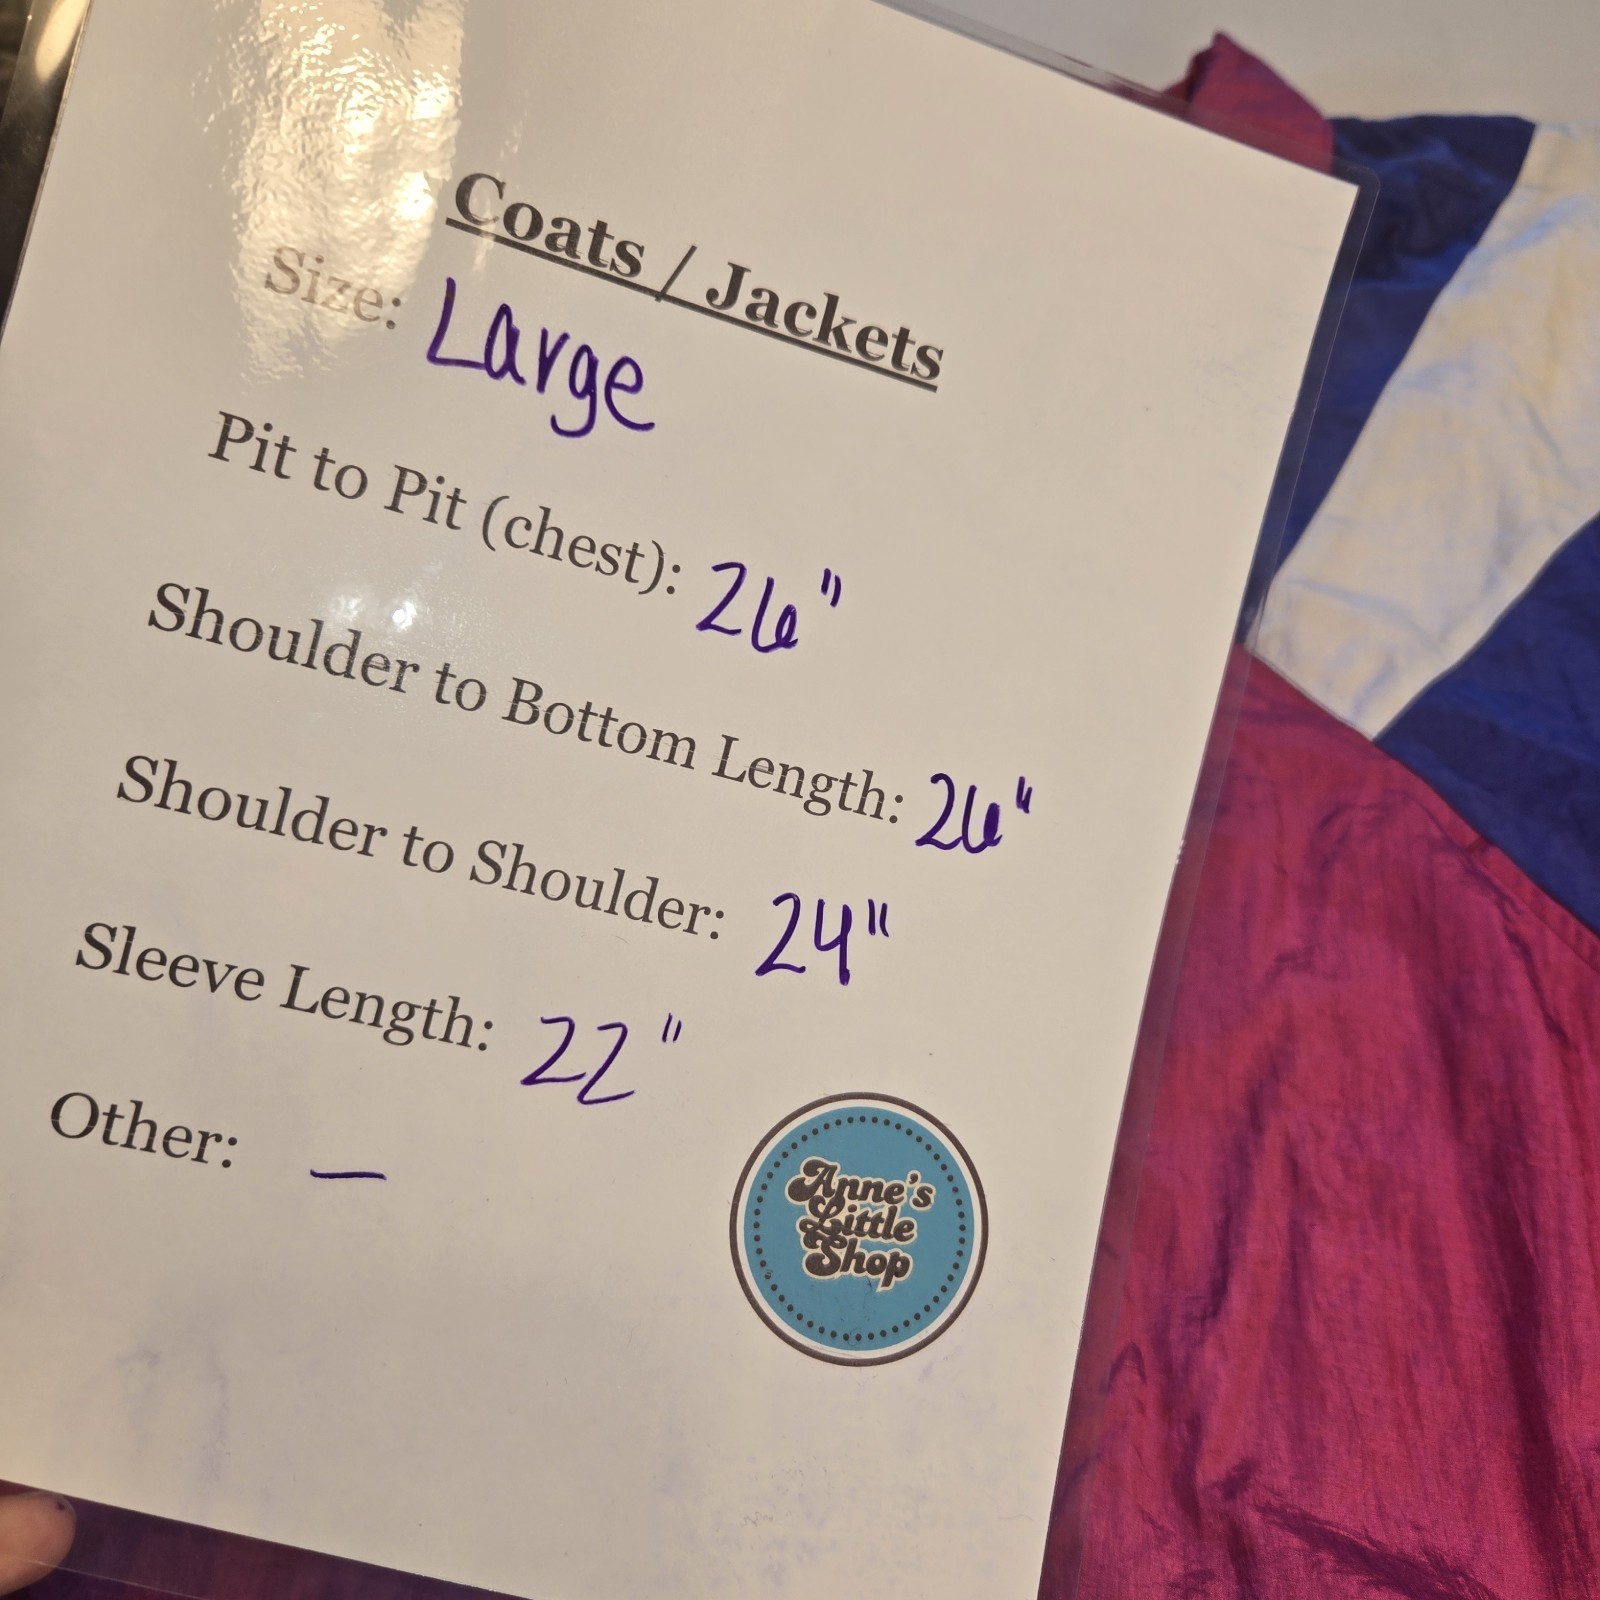 Coats / Jackets
Size: Large
Pit to Pit (chest): 26"
Shoulder to Bottom Length: 26"
Shoulder to Shoulder: 24"
Sleeve Length: 22"
Other: —
Anne's
Little
Shop